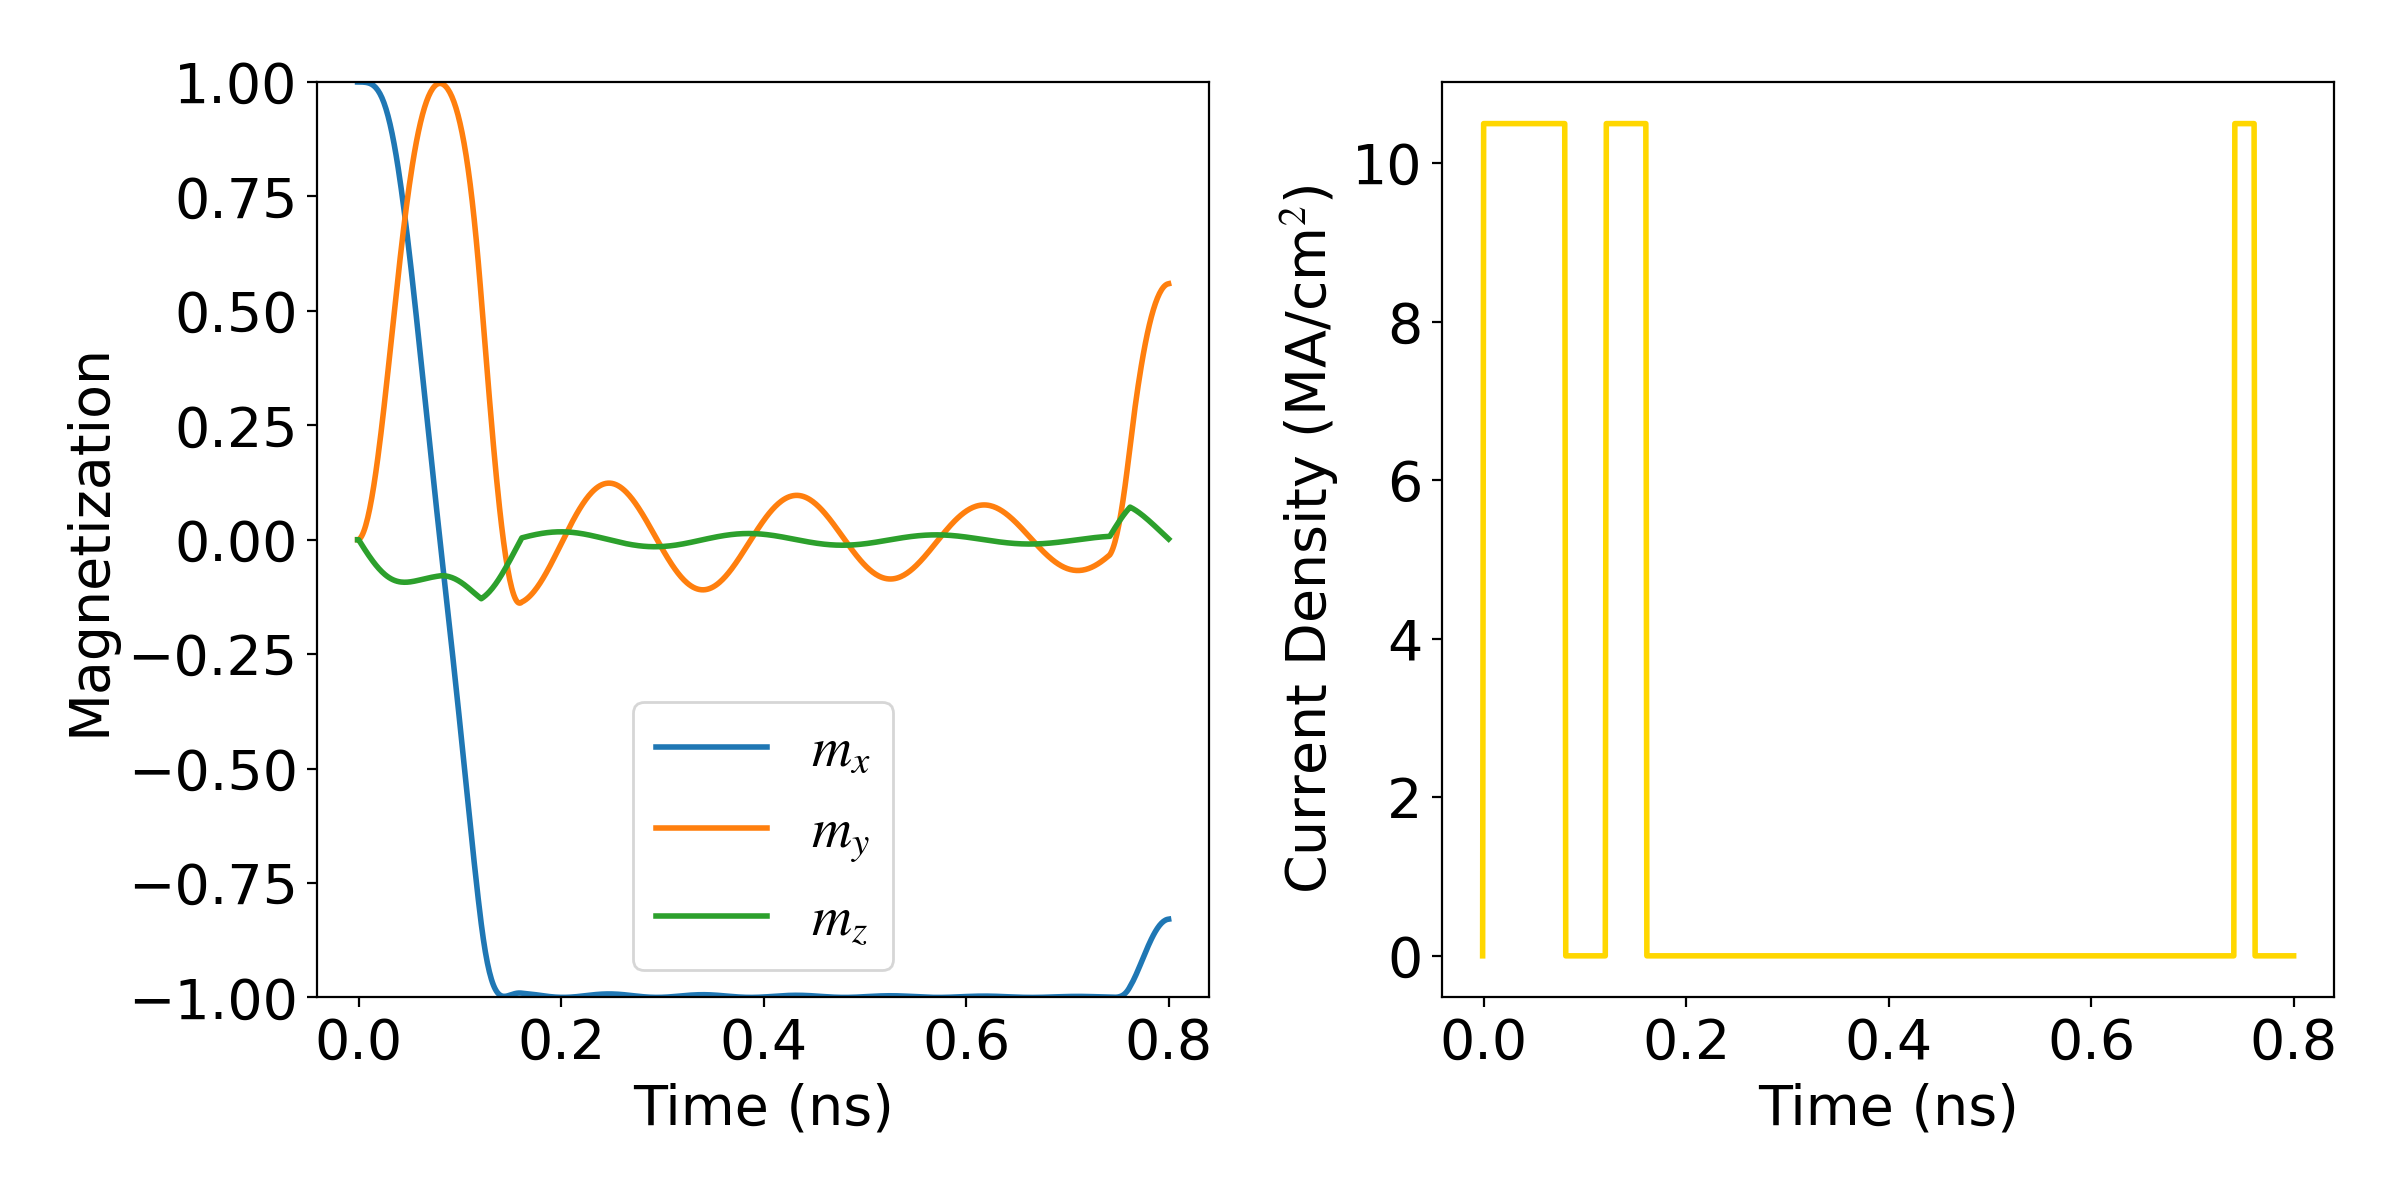 Magnetization
1.00
0.75
0.50
0.25
0.00
−0.25
−0.50
−0.75
−1.00
0.0 0.2 0.4 0.6 0.8
Time (ns)
m_x
m_y
m_z
Current Density (MA/cm²)
10
8
6
4
2
0
0.0 0.2 0.4 0.6 0.8
Time (ns)